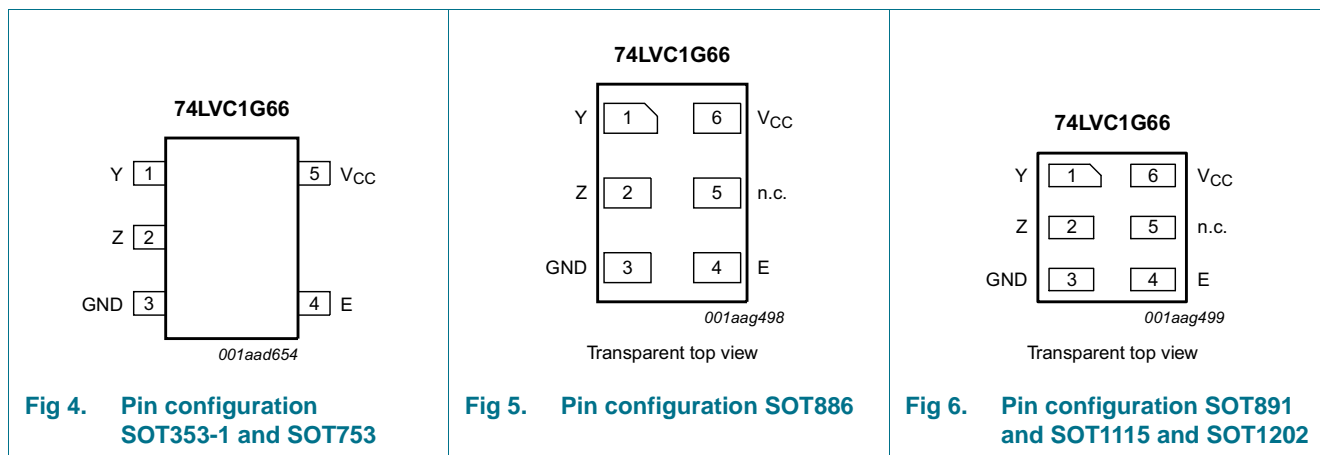 74LVC1G66
Y 1
5 VCC
Z 2
GND 3
4 E
001aad654
Fig 4. Pin configuration
SOT353-1 and SOT753
74LVC1G66
Y 1 6 VCC
Z 2 5 n.c.
GND 3 4 E
001aag498
Transparent top view
Fig 5. Pin configuration SOT886
74LVC1G66
Y 1 6 VCC
Z 2 5 n.c.
GND 3 4 E
001aag499
Transparent top view
Fig 6. Pin configuration SOT891
and SOT1115 and SOT1202